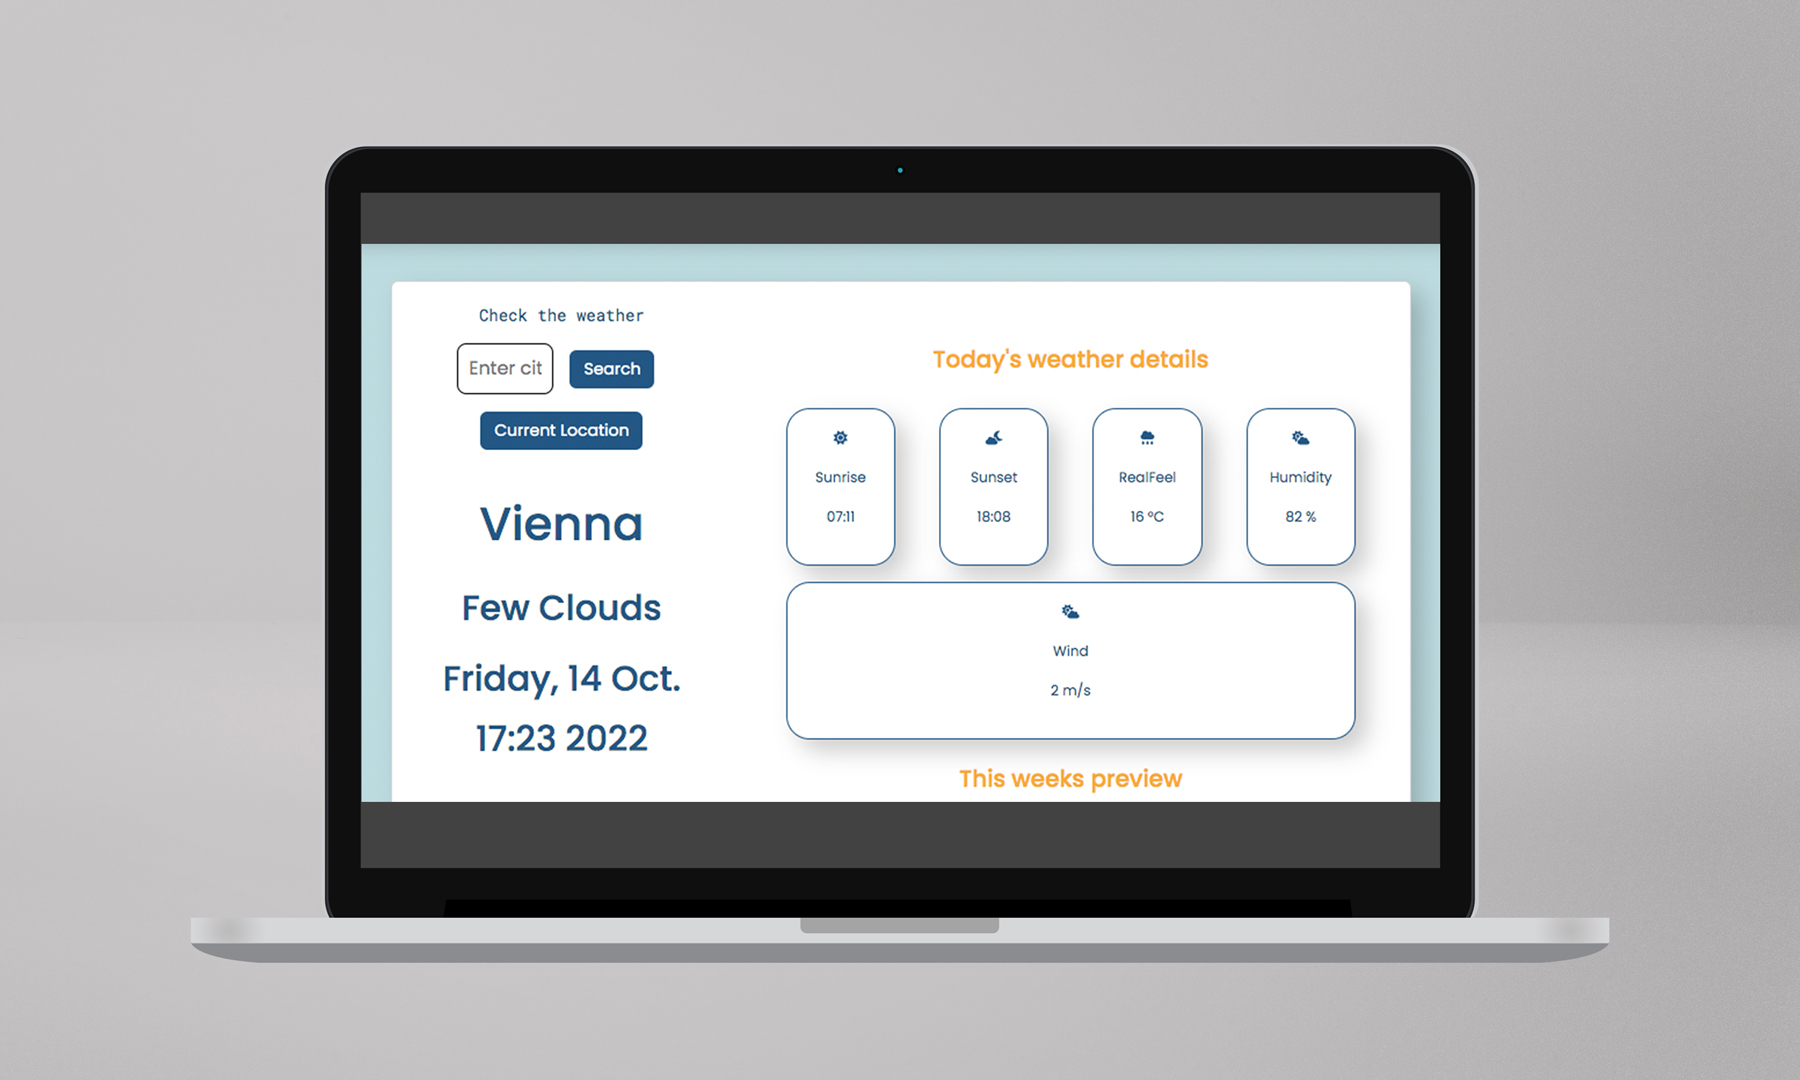 Check the weather
Enter cit
Search
Current Location
Vienna
Few Clouds
Friday, 14 Oct.
17:23 2022
Today's weather details
Sunrise
07:11
Sunset
18:08
RealFeel
16 ºC
Humidity
82 %
Wind
2 m/s
This weeks preview